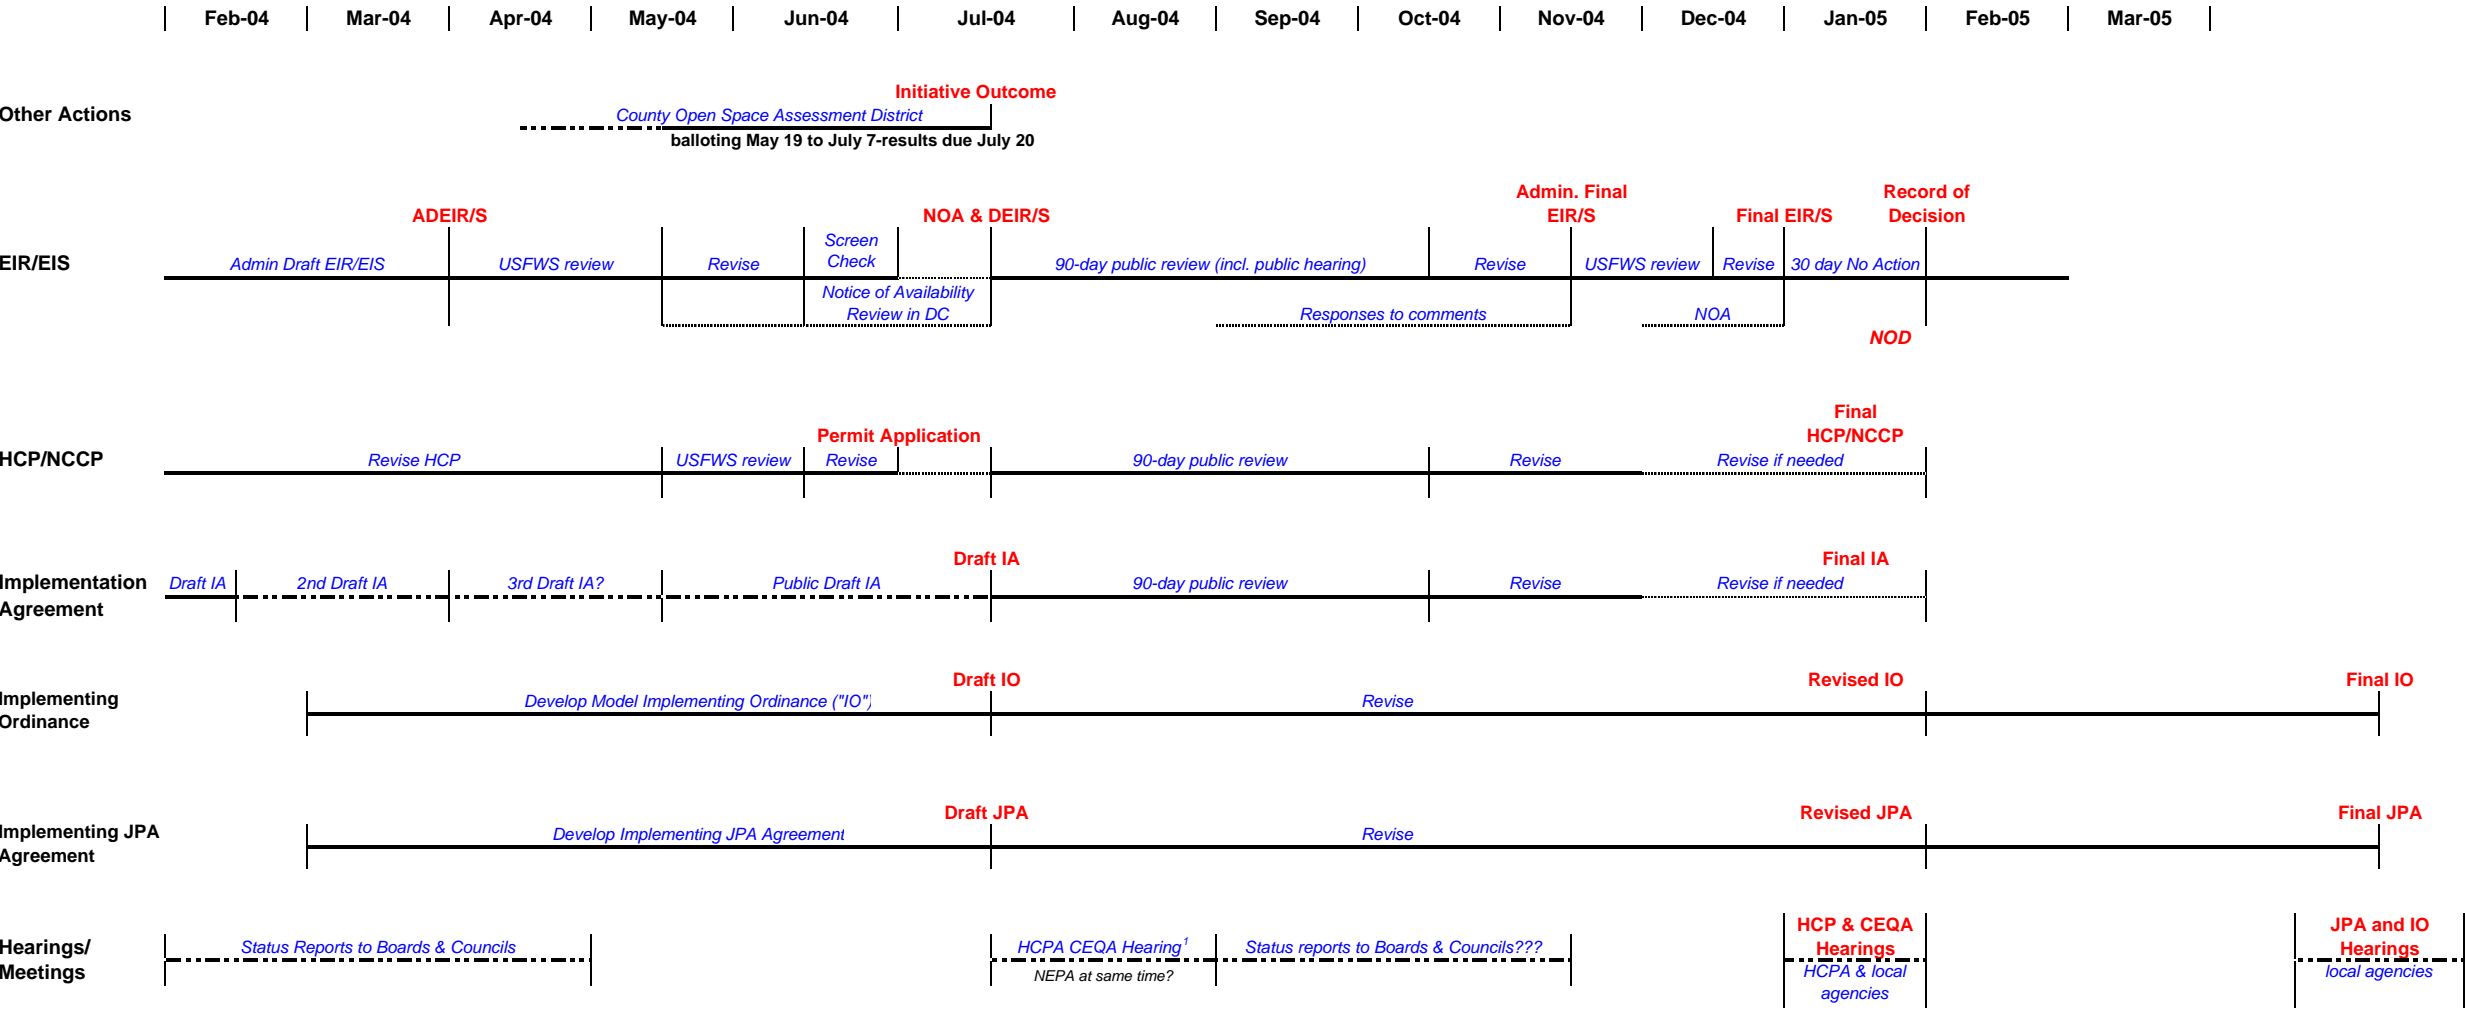 Feb-04 Mar-04 Apr-04 May-04 Jun-04 Jul-04 Aug-04 Sep-04 Oct-04 Nov-04 Dec-04 Jan-05 Feb-05 Mar-05
Initiative Outcome
Other Actions
County Open Space Assessment District
balloting May 19 to July 7-results due July 20
ADEIR/S
NOA & DEIR/S
Admin. Final
EIR/S
Final EIR/S
Record of
Decision
EIR/EIS
Admin Draft EIR/EIS
USFWS review
Revise
Screen
Check
90-day public review (incl. public hearing)
Revise
USFWS review
Revise
30 day No Action
Notice of Availability
Review in DC
Responses to comments
NOA
NOD
Permit Application
Final
HCP/NCCP
HCP/NCCP
Revise HCP
USFWS review
Revise
90-day public review
Revise
Revise if needed
Draft IA
Final IA
Implementation
Agreement
Draft IA
2nd Draft IA
3rd Draft IA?
Public Draft IA
90-day public review
Revise
Revise if needed
Draft IO
Revised IO
Final IO
Implementing
Ordinance
Develop Model Implementing Ordinance ("IO")
Revise
Draft JPA
Revised JPA
Final JPA
Implementing JPA
Agreement
Develop Implementing JPA Agreement
Revise
Hearings/
Meetings
Status Reports to Boards & Councils
HCPA CEQA Hearing1
NEPA at same time?
Status reports to Boards & Councils???
HCP & CEQA
Hearings
HCPA & local
agencies
JPA and IO
Hearings
local agencies